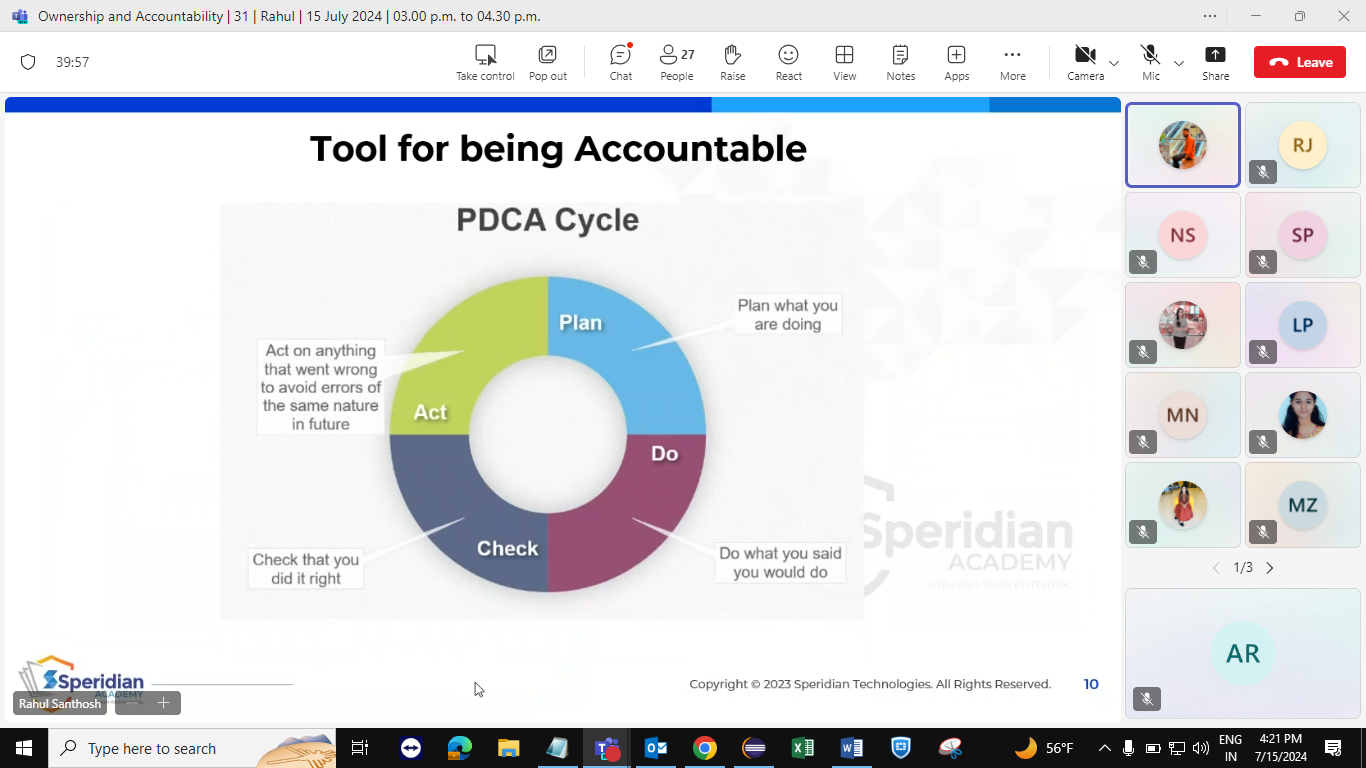 Ownership and Accountability | 31 | Rahul | 15 July 2024 | 03.00 p.m. to 04.30 p.m.
39:57
Take control
Pop out
Chat
27
People
Raise
React
View
Notes
Apps
More
Camera
Mic
Share
Leave
Tool for being Accountable
PDCA Cycle
Plan
Plan what you
are doing
Act on anything
that went wrong
to avoid errors of
the same nature
in future
Act
Do
Check
Check that you
did it right
Do what you said
you would do
Speridian
ACADEMY
UNLEASH YOUR POTENTIAL
Speridian
ACADEMY
Rahul Santhosh
Copyright © 2023 Speridian Technologies. All Rights Reserved.
10
RJ
NS
SP
LP
MN
MZ
1/3
AR
Type here to search
56°F
ENG
IN
4:21 PM
7/15/2024